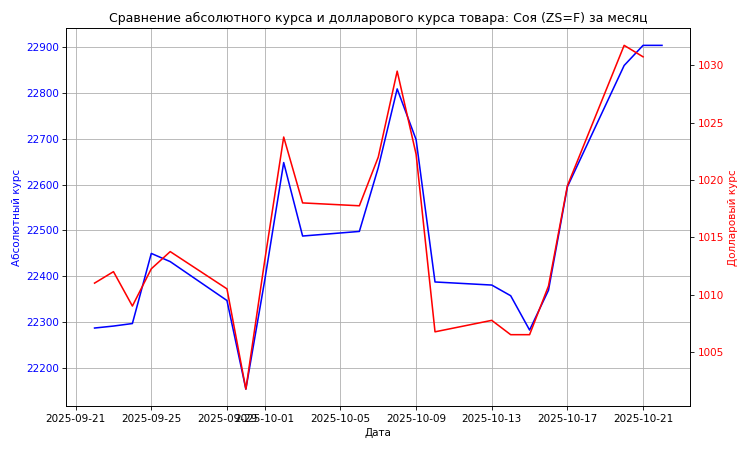 Сравнение абсолютного курса и долларового курса товара: Соя (ZS=F) за месяц
22900
22800
22700
22600
22500
22400
22300
22200
Абсолютный курс
1030
1025
1020
1015
1010
1005
Долларовый курс
2025-09-21 2025-09-25 2025-09-29 2025-10-01 2025-10-05 2025-10-09 2025-10-13 2025-10-17 2025-10-21
Дата